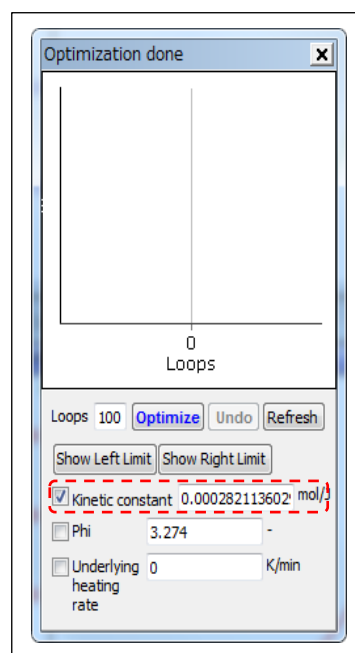 Optimization done
0
Loops
Loops 100 Optimize Undo Refresh
Show Left Limit Show Right Limit
Kinetic constant 0.000282113602 mol/J
Phi 3.274 -
Underlying heating rate 0 K/min